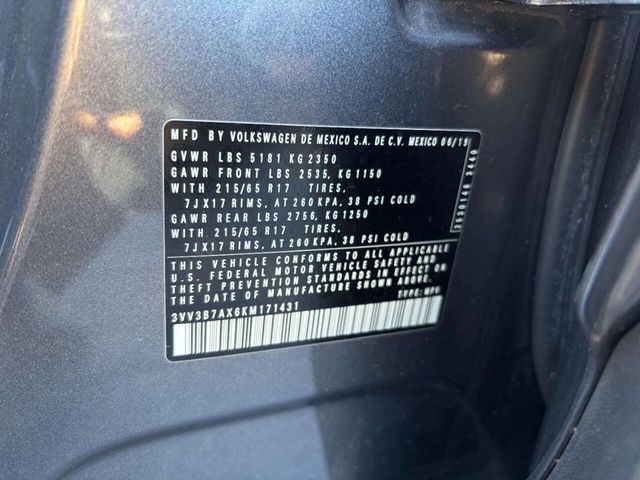 MFD BY VOLKSWAGEN DE MEXICO S.A. DE C.V. MEXICO 06/19
GVWR LBS 5181 KG 2350
GAWR FRONT LBS 2535, KG 1150
WITH 215/65 R17 TIRES,
7JX17 RIMS, AT 260 KPA, 38 PSI COLD
GAWR REAR LBS 2756, KG 1250
WITH 215/65 R17 TIRES,
7JX17 RIMS, AT 260 KPA, 38 PSI COLD
THIS VEHICLE CONFORMS TO ALL APPLICABLE
U.S. FEDERAL MOTOR VEHICLE SAFETY AND
THEFT PREVENTION STANDARDS IN EFFECT ON
THE DATE OF MANUFACTURE SHOWN ABOVE.
3VV3B7AX6KM171431 TYPE: MPV